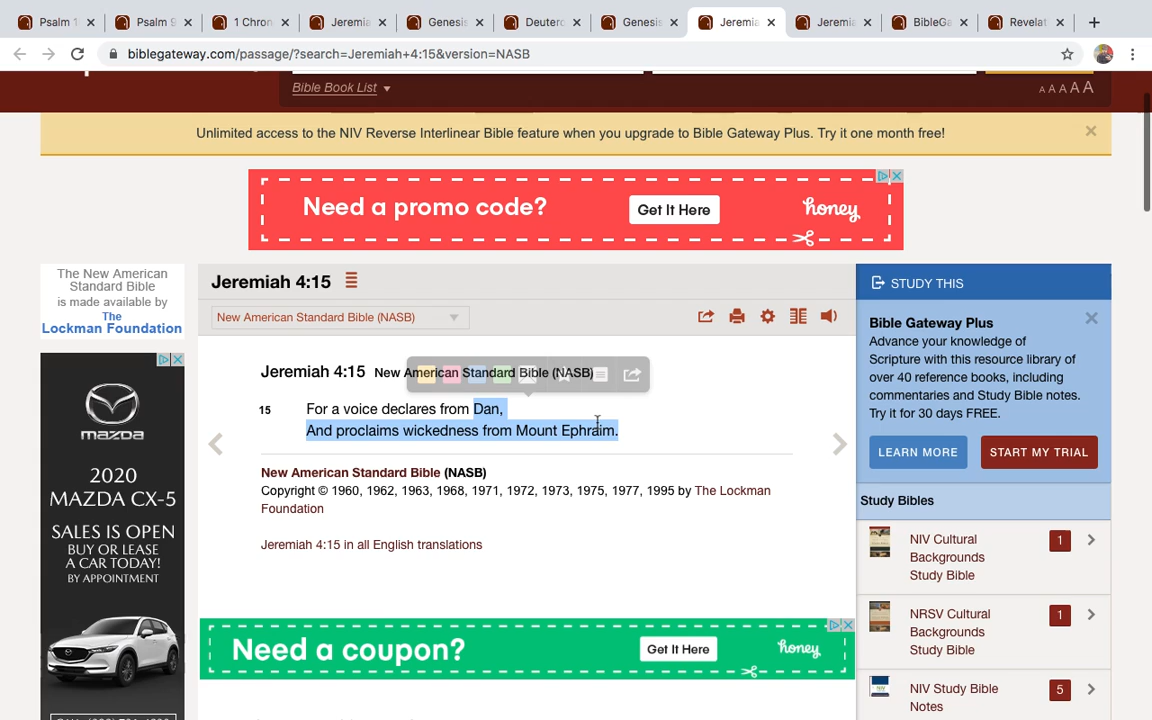 Psalm 1
Psalm 9
1 Chron
Jeremia
Genesis
Deutero
Genesis
Jeremia
Jeremia
BibleGa
Revelat
biblegateway.com/passage/?search=Jeremiah+4:15&version=NASB
Bible Book List
A A A A A
Unlimited access to the NIV Reverse Interlinear Bible feature when you upgrade to Bible Gateway Plus. Try it one month free!
Need a promo code?
Get It Here
honey
The New American
Standard Bible
is made available by
The
Lockman Foundation
Jeremiah 4:15
New American Standard Bible (NASB)
Jeremiah 4:15 New American Standard Bible (NASB)
15 For a voice declares from Dan,
And proclaims wickedness from Mount Ephraim.
New American Standard Bible (NASB)
Copyright © 1960, 1962, 1963, 1968, 1971, 1972, 1973, 1975, 1977, 1995 by The Lockman
Foundation
Jeremiah 4:15 in all English translations
Need a coupon?
Get It Here
honey
mazda
2020
MAZDA CX-5
SALES IS OPEN
BUY OR LEASE
A CAR TODAY!
BY APPOINTMENT
STUDY THIS
Bible Gateway Plus
Advance your knowledge of
Scripture with this resource library of
over 40 reference books, including
commentaries and Study Bible notes.
Try it for 30 days FREE.
LEARN MORE
START MY TRIAL
Study Bibles
NIV Cultural
Backgrounds
Study Bible
1
NRSV Cultural
Backgrounds
Study Bible
1
NIV Study Bible
Notes
5